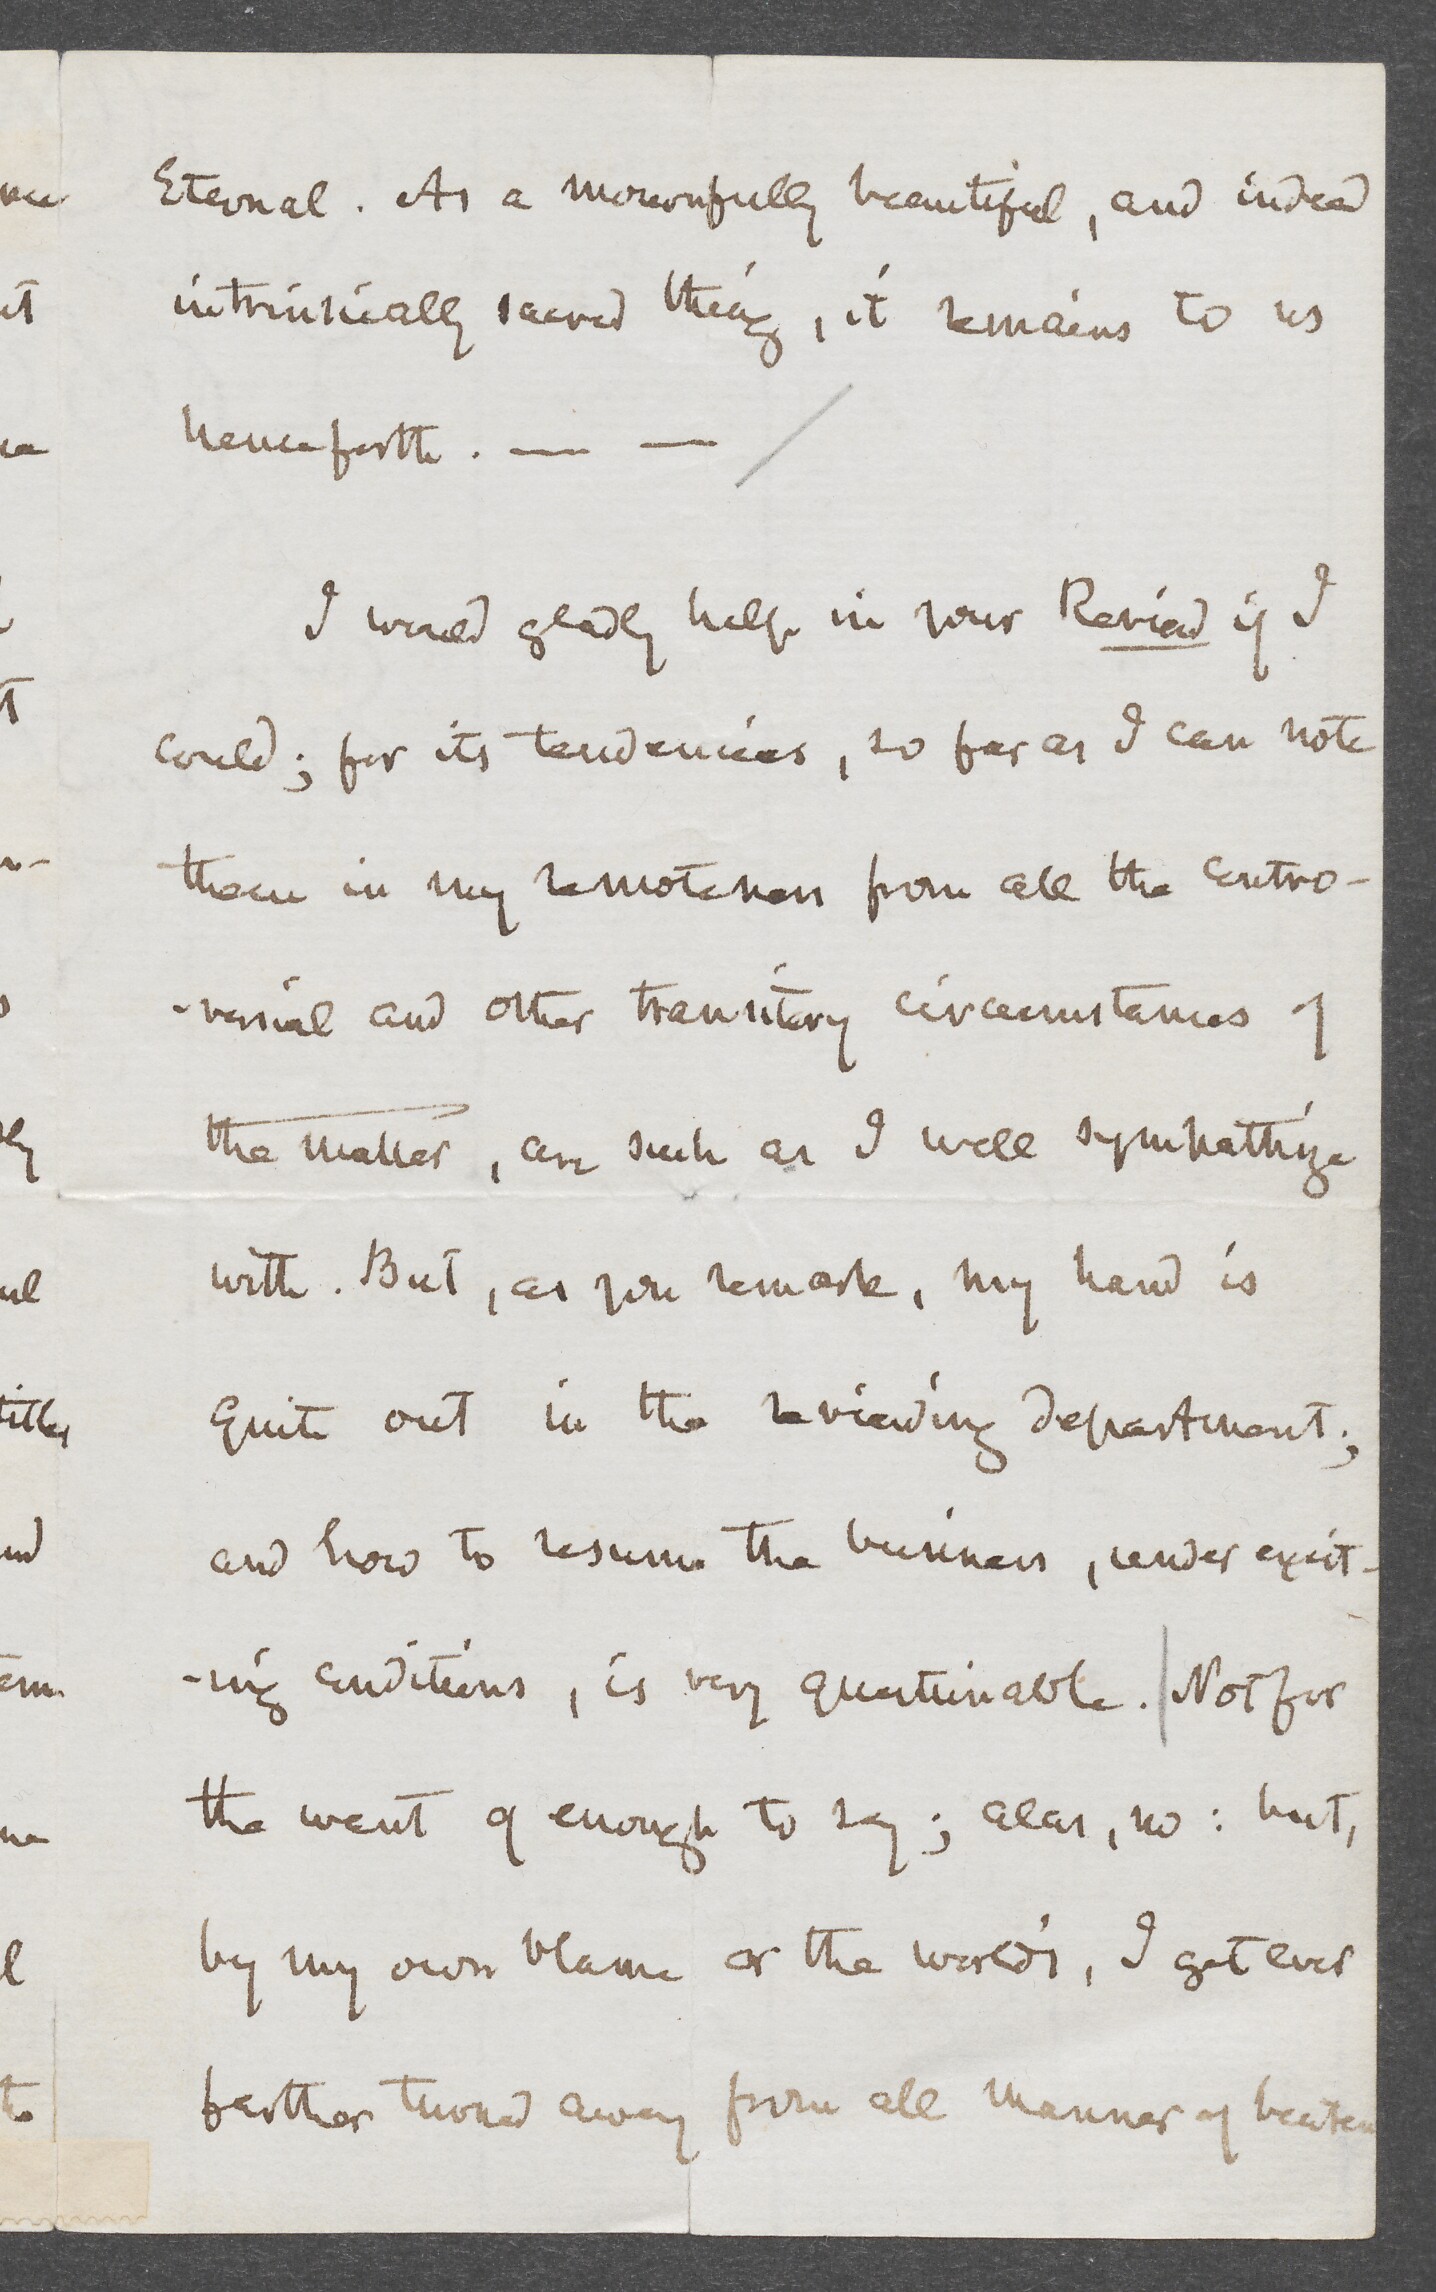 Eternal. As a mournfully beautiful, and indeed
intrinsically sacred thing, it remains to us
henceforth. — —
I would gladly help in your Review if I
could; for its tendencies, so far as I can note
them in my remoteness from all the contro-
-versial and other transitory circumstances of
the matter, are such as I well sympathize
with. But, as you remark, my hand is
quite out in the reviewing department;
and how to resume the business, under exist-
-ing conditions, is very questionable. Not for
the want of enough to say; alas, no: but,
by my own blame or the world's, I get ever
farther turned away from all manner of beaten